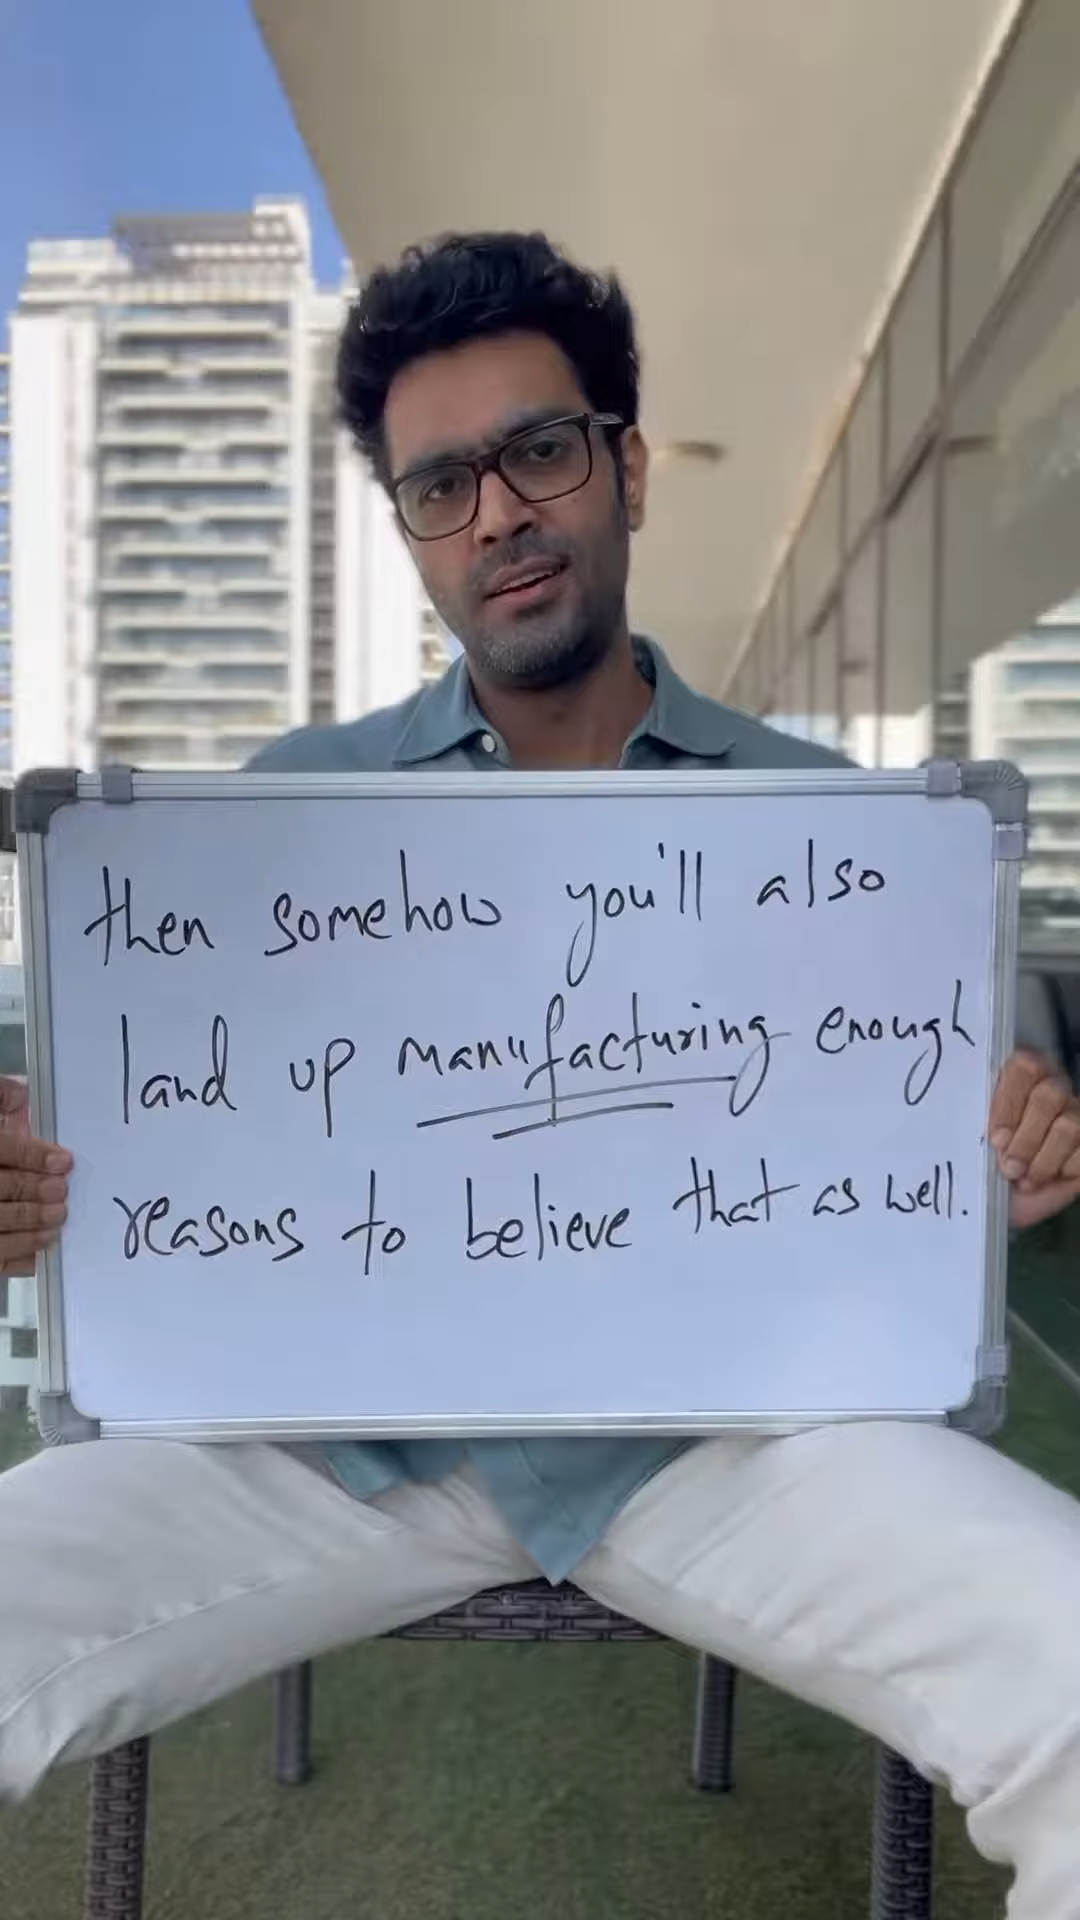 then somehow you'll also
land up manufacturing enough
reasons to believe that as well.